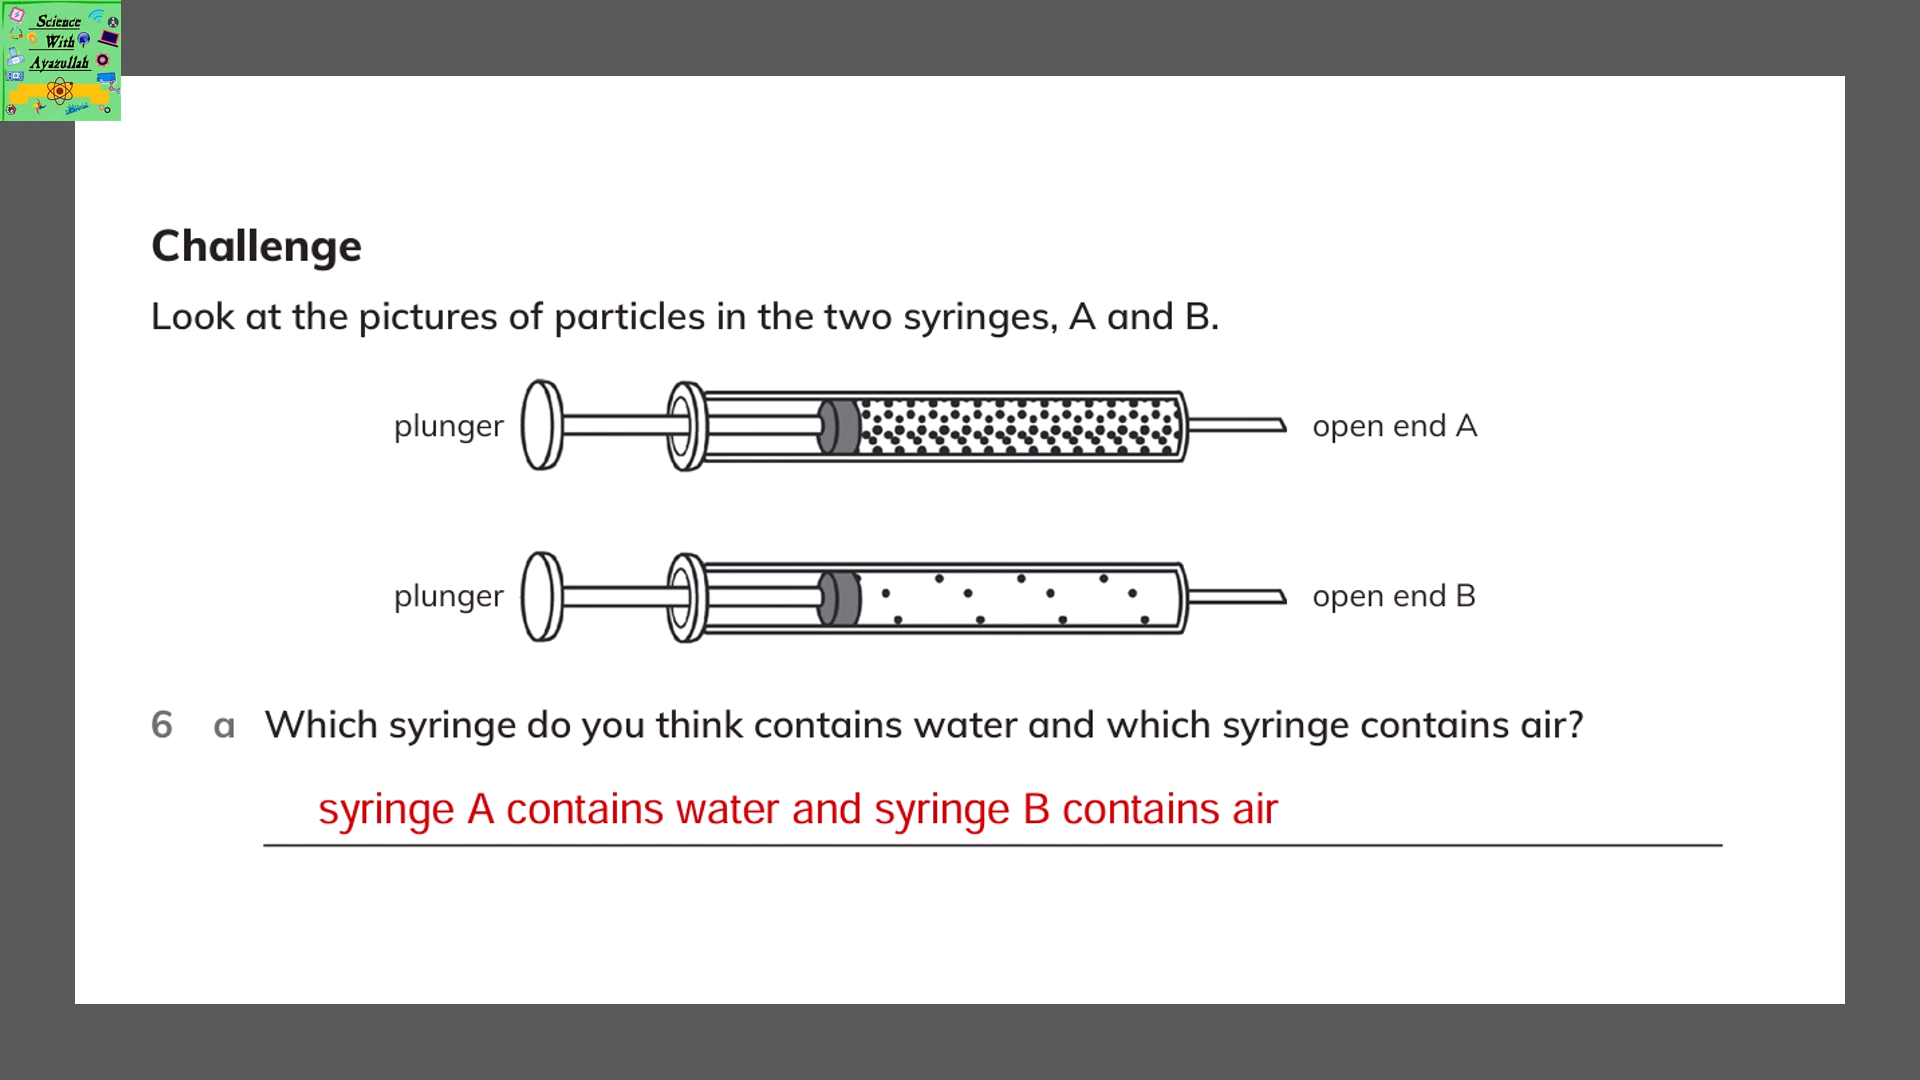 Science
With
Ayazullah
Challenge
Look at the pictures of particles in the two syringes, A and B.
plunger open end A
plunger open end B
6 a Which syringe do you think contains water and which syringe contains air?
syringe A contains water and syringe B contains air